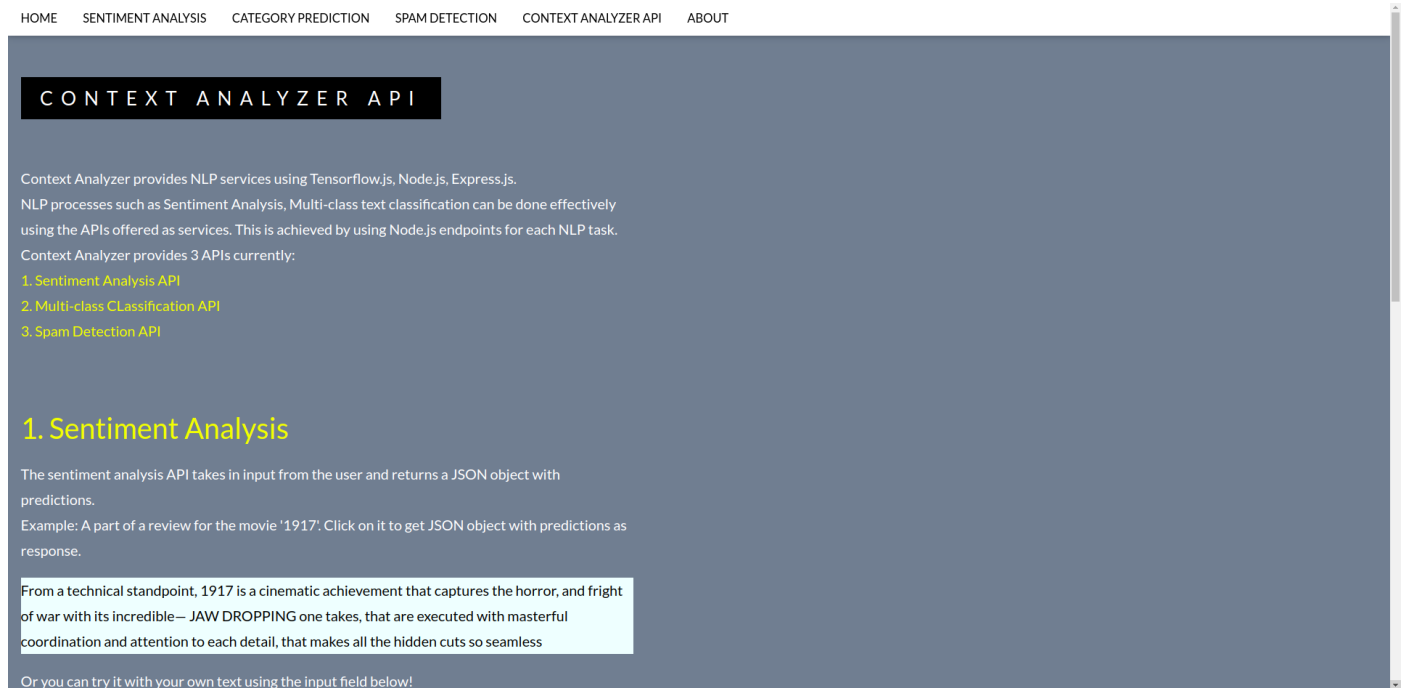 HOME SENTIMENT ANALYSIS CATEGORY PREDICTION SPAM DETECTION CONTEXT ANALYZER API ABOUT
CONTEXT ANALYZER API
Context Analyzer provides NLP services using Tensorflow.js, Node.js, Express.js.
NLP processes such as Sentiment Analysis, Multi-class text classification can be done effectively
using the APIs offered as services. This is achieved by using Node.js endpoints for each NLP task.
Context Analyzer provides 3 APIs currently:
1. Sentiment Analysis API
2. Multi-class CLassification API
3. Spam Detection API
1. Sentiment Analysis
The sentiment analysis API takes in input from the user and returns a JSON object with
predictions.
Example: A part of a review for the movie '1917'. Click on it to get JSON object with predictions as
response.
From a technical standpoint, 1917 is a cinematic achievement that captures the horror, and fright
of war with its incredible— JAW DROPPING one takes, that are executed with masterful
coordination and attention to each detail, that makes all the hidden cuts so seamless
Or you can try it with your own text using the input field below!